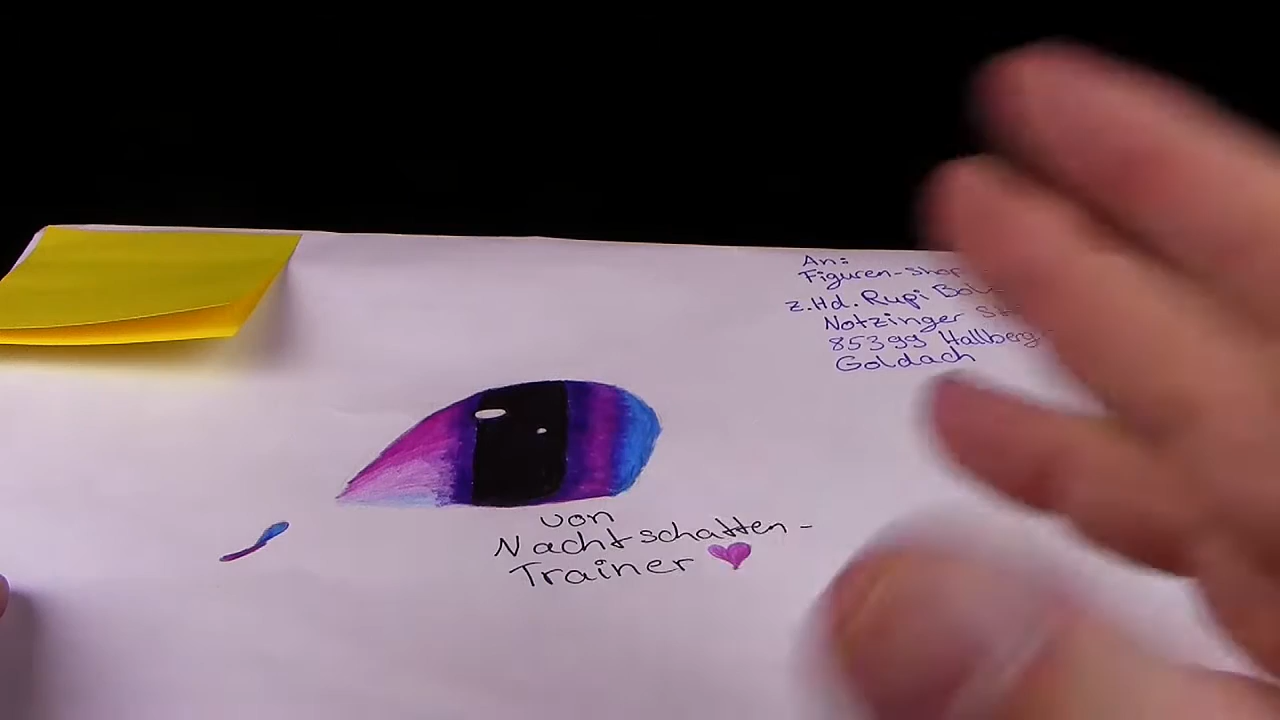 An:
Figuren-Shop
z.Hd. Rupi
Notzinger
85399 Hallberg
Goldach
von
Nachtschatten-
Trainer